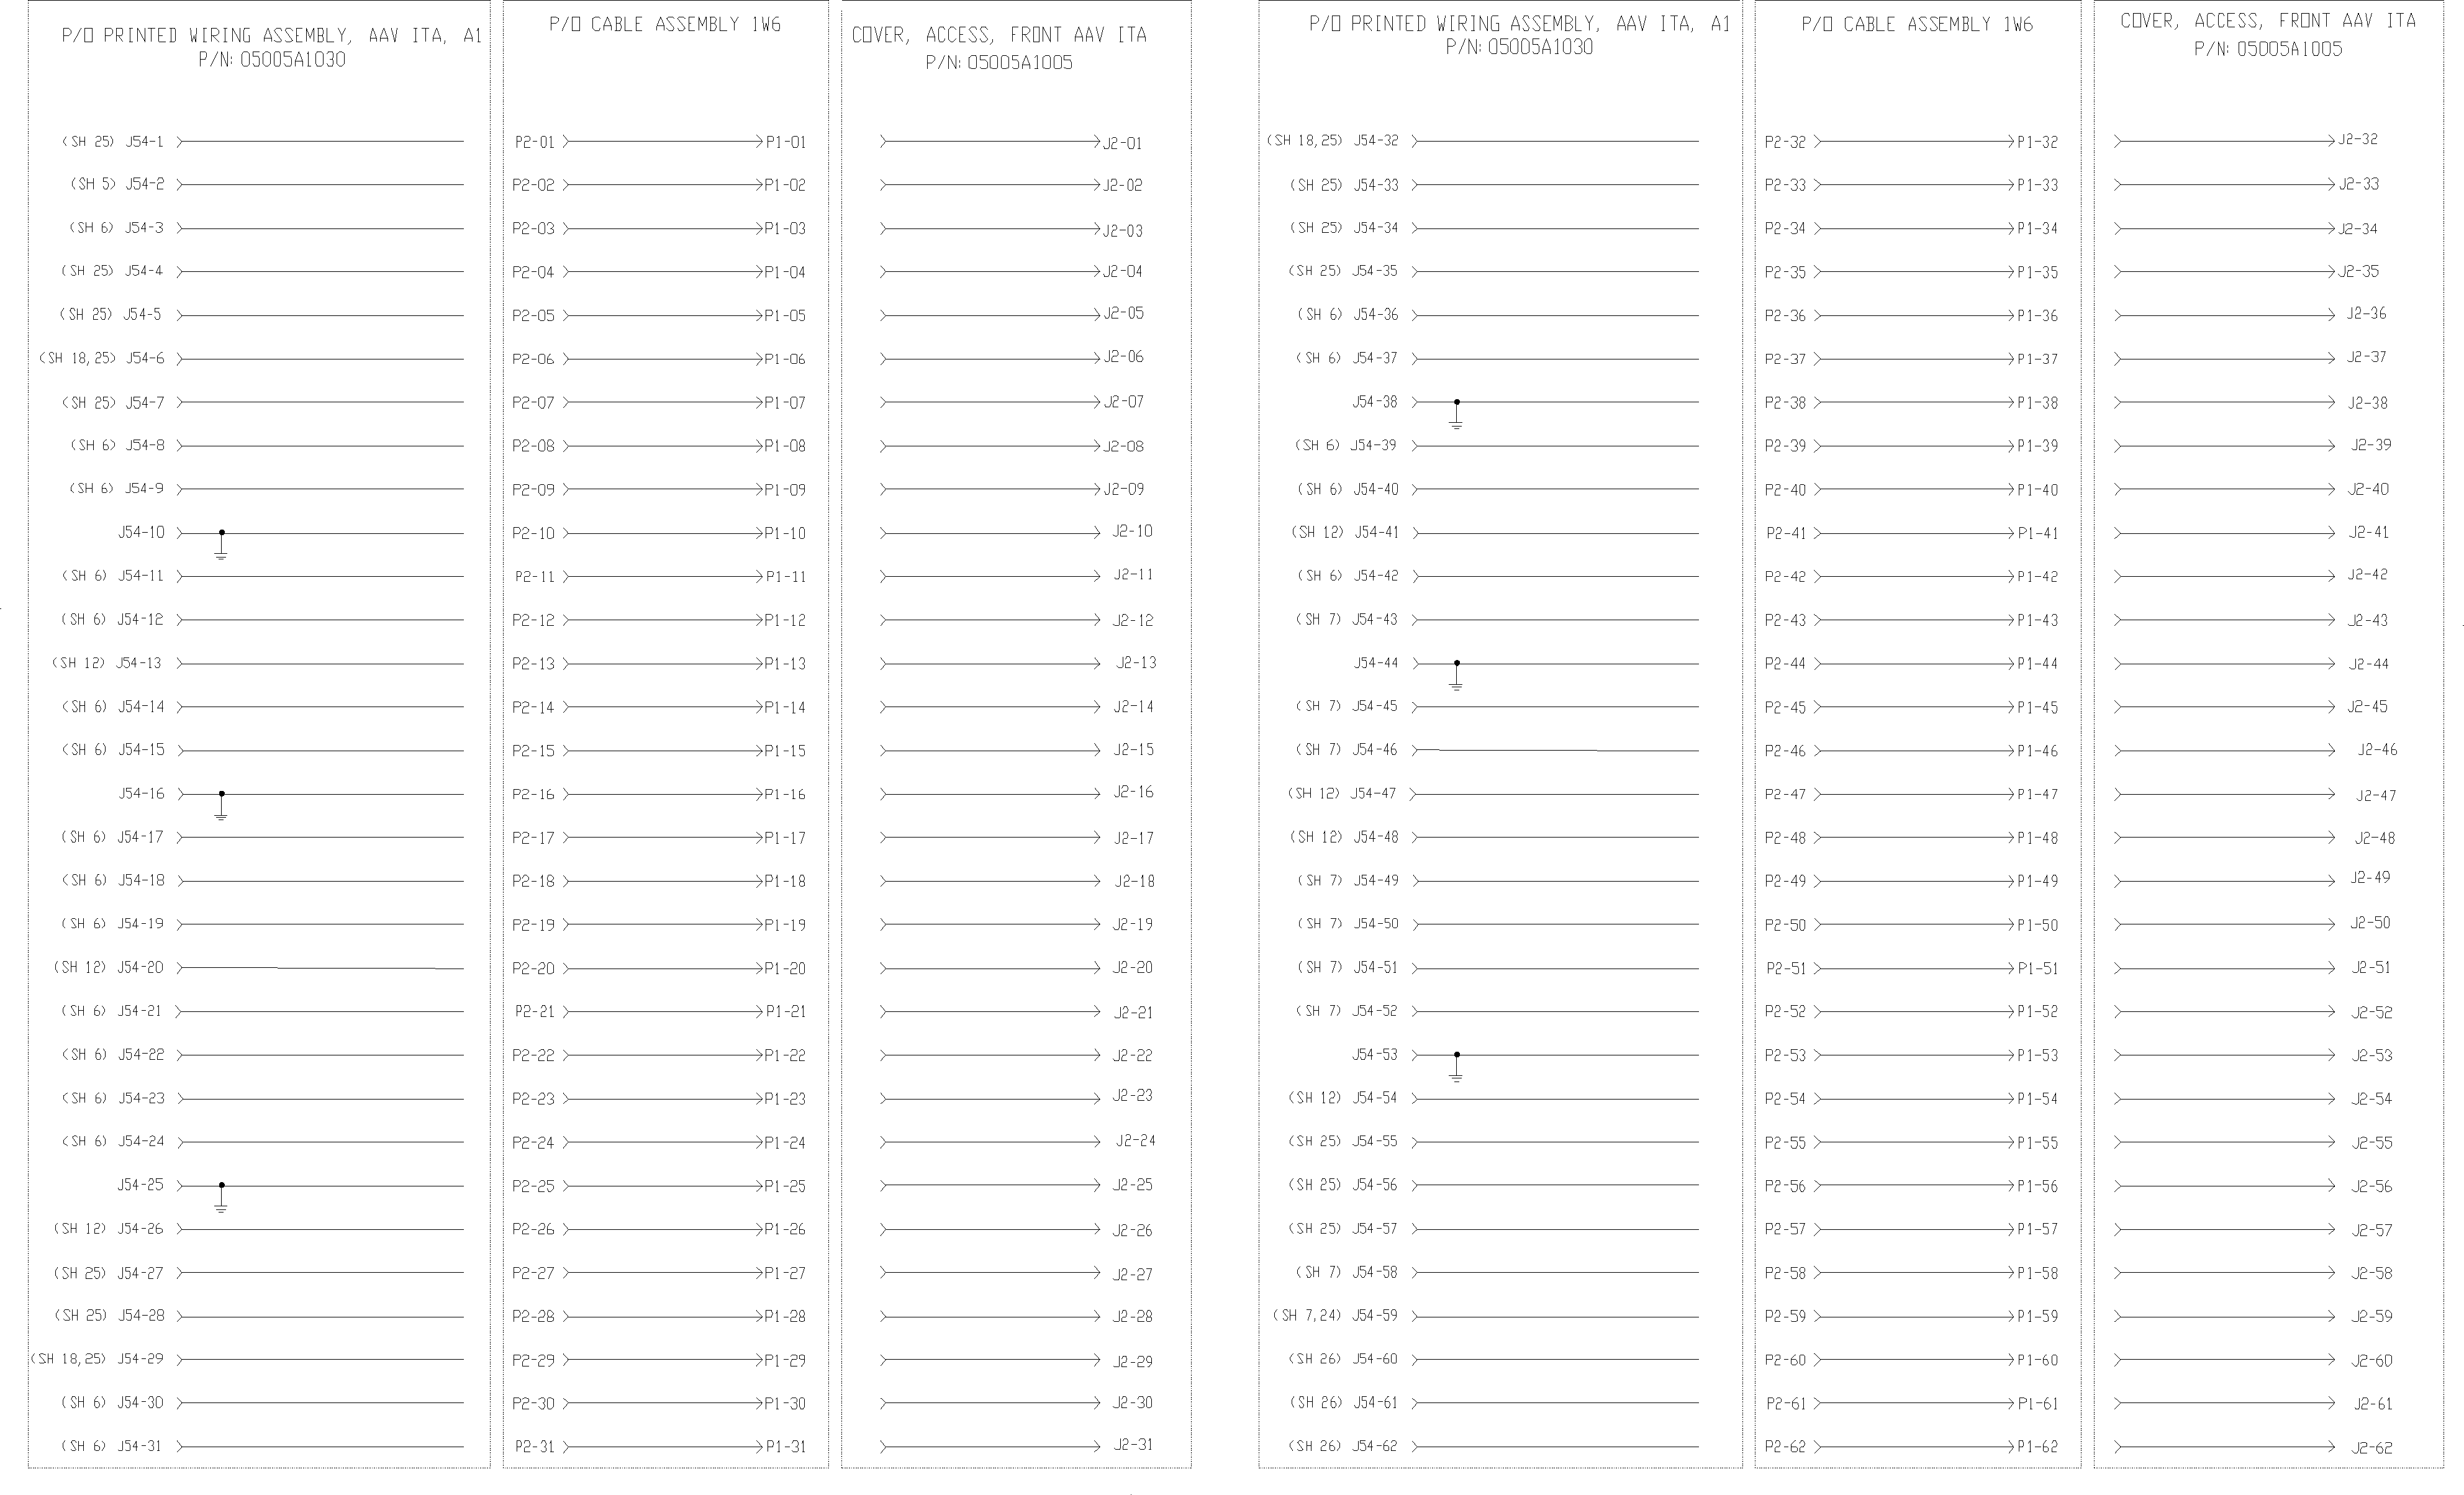 P/O PRINTED WIRING ASSEMBLY, AAV ITA, A1
P/N: 05005A1030
P/O CABLE ASSEMBLY 1W6
COVER, ACCESS, FRONT AAV ITA
P/N: 05005A1005
(SH 25) J54-1 P2-01 P1-01 J2-01
(SH 5) J54-2 P2-02 P1-02 J2-02
(SH 6) J54-3 P2-03 P1-03 J2-03
(SH 25) J54-4 P2-04 P1-04 J2-04
(SH 25) J54-5 P2-05 P1-05 J2-05
(SH 18,25) J54-6 P2-06 P1-06 J2-06
(SH 25) J54-7 P2-07 P1-07 J2-07
(SH 6) J54-8 P2-08 P1-08 J2-08
(SH 6) J54-9 P2-09 P1-09 J2-09
J54-10 P2-10 P1-10 J2-10
(SH 6) J54-11 P2-11 P1-11 J2-11
(SH 6) J54-12 P2-12 P1-12 J2-12
(SH 12) J54-13 P2-13 P1-13 J2-13
(SH 6) J54-14 P2-14 P1-14 J2-14
(SH 6) J54-15 P2-15 P1-15 J2-15
J54-16 P2-16 P1-16 J2-16
(SH 6) J54-17 P2-17 P1-17 J2-17
(SH 6) J54-18 P2-18 P1-18 J2-18
(SH 6) J54-19 P2-19 P1-19 J2-19
(SH 12) J54-20 P2-20 P1-20 J2-20
(SH 6) J54-21 P2-21 P1-21 J2-21
(SH 6) J54-22 P2-22 P1-22 J2-22
(SH 6) J54-23 P2-23 P1-23 J2-23
(SH 6) J54-24 P2-24 P1-24 J2-24
J54-25 P2-25 P1-25 J2-25
(SH 12) J54-26 P2-26 P1-26 J2-26
(SH 25) J54-27 P2-27 P1-27 J2-27
(SH 25) J54-28 P2-28 P1-28 J2-28
(SH 18,25) J54-29 P2-29 P1-29 J2-29
(SH 6) J54-30 P2-30 P1-30 J2-30
(SH 6) J54-31 P2-31 P1-31 J2-31
P/O PRINTED WIRING ASSEMBLY, AAV ITA, A1
P/N: 05005A1030
P/O CABLE ASSEMBLY 1W6
COVER, ACCESS, FRONT AAV ITA
P/N: 05005A1005
(SH 18,25) J54-32 P2-32 P1-32 J2-32
(SH 25) J54-33 P2-33 P1-33 J2-33
(SH 25) J54-34 P2-34 P1-34 J2-34
(SH 25) J54-35 P2-35 P1-35 J2-35
(SH 6) J54-36 P2-36 P1-36 J2-36
(SH 6) J54-37 P2-37 P1-37 J2-37
J54-38 P2-38 P1-38 J2-38
(SH 6) J54-39 P2-39 P1-39 J2-39
(SH 6) J54-40 P2-40 P1-40 J2-40
(SH 12) J54-41 P2-41 P1-41 J2-41
(SH 6) J54-42 P2-42 P1-42 J2-42
(SH 7) J54-43 P2-43 P1-43 J2-43
J54-44 P2-44 P1-44 J2-44
(SH 7) J54-45 P2-45 P1-45 J2-45
(SH 7) J54-46 P2-46 P1-46 J2-46
(SH 12) J54-47 P2-47 P1-47 J2-47
(SH 12) J54-48 P2-48 P1-48 J2-48
(SH 7) J54-49 P2-49 P1-49 J2-49
(SH 7) J54-50 P2-50 P1-50 J2-50
(SH 7) J54-51 P2-51 P1-51 J2-51
(SH 7) J54-52 P2-52 P1-52 J2-52
J54-53 P2-53 P1-53 J2-53
(SH 12) J54-54 P2-54 P1-54 J2-54
(SH 25) J54-55 P2-55 P1-55 J2-55
(SH 25) J54-56 P2-56 P1-56 J2-56
(SH 25) J54-57 P2-57 P1-57 J2-57
(SH 7) J54-58 P2-58 P1-58 J2-58
(SH 7,24) J54-59 P2-59 P1-59 J2-59
(SH 26) J54-60 P2-60 P1-60 J2-60
(SH 26) J54-61 P2-61 P1-61 J2-61
(SH 26) J54-62 P2-62 P1-62 J2-62